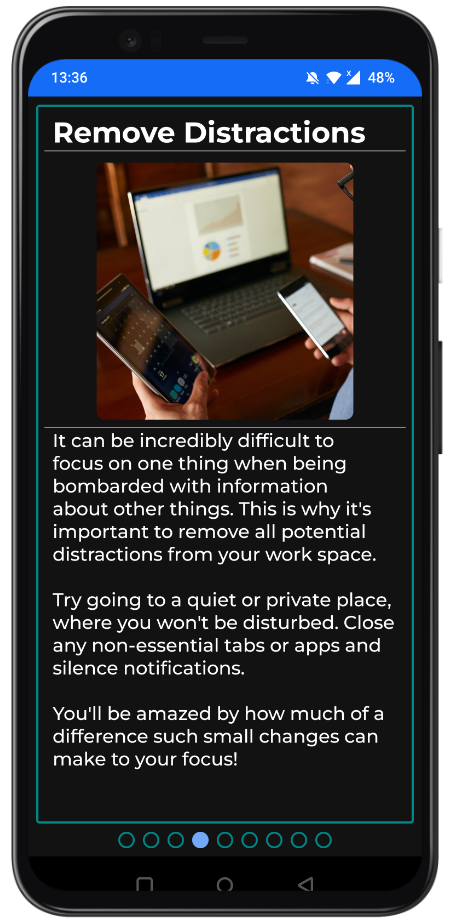 13:36
48%
Remove Distractions
It can be incredibly difficult to
focus on one thing when being
bombarded with information
about other things. This is why it's
important to remove all potential
distractions from your work space.
Try going to a quiet or private place,
where you won't be disturbed. Close
any non-essential tabs or apps and
silence notifications.
You'll be amazed by how much of a
difference such small changes can
make to your focus!